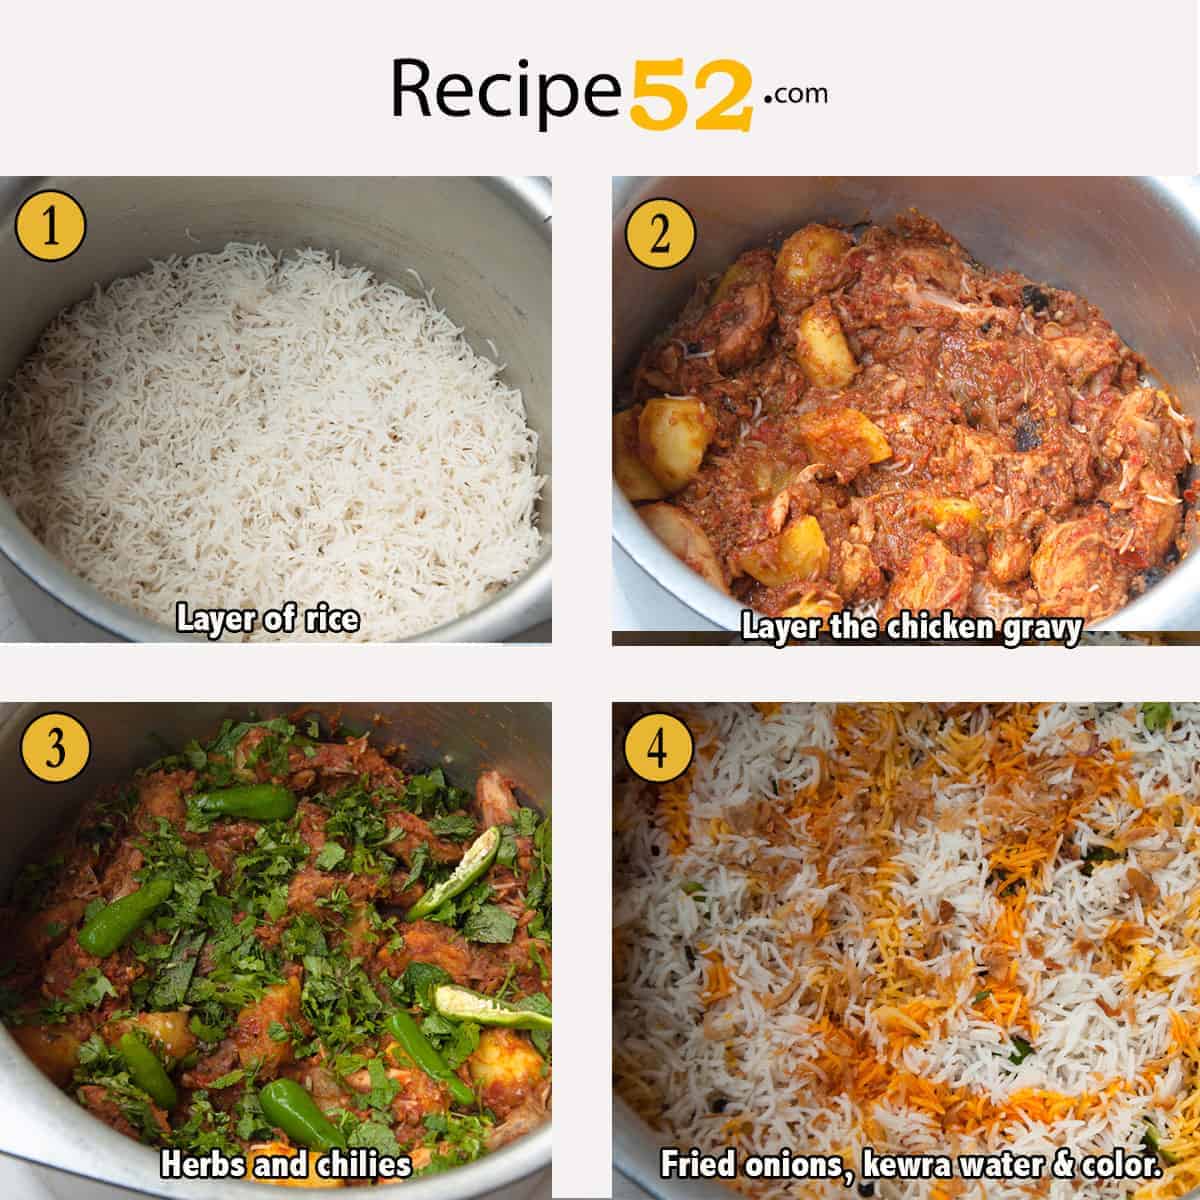 Recipe52.com
1
2
Layer of rice
Layer the chicken gravy
3
4
Herbs and chilies
Fried onions, kewra water & color.